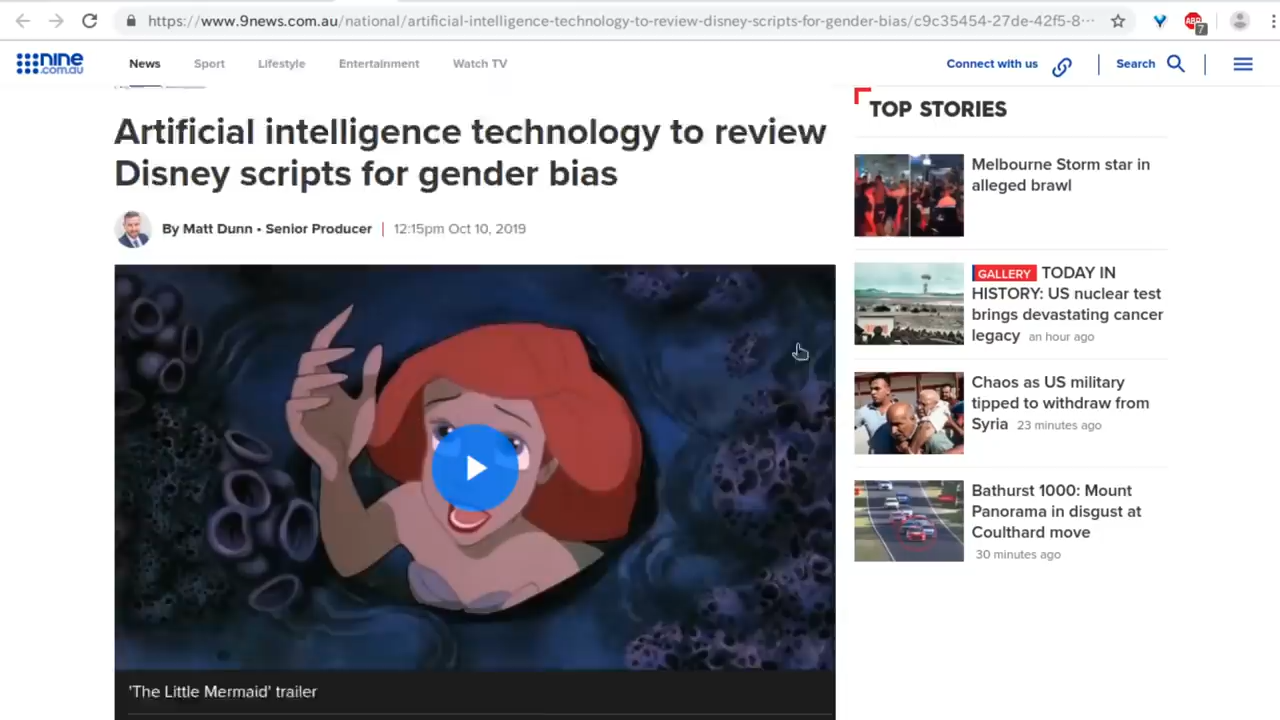 https://www.9news.com.au/national/artificial-intelligence-technology-to-review-disney-scripts-for-gender-bias/c9c35454-27de-42f5-8···
ABP
7
nine
.com.au
News
Sport
Lifestyle
Entertainment
Watch TV
Connect with us
Search
Artificial intelligence technology to review
Disney scripts for gender bias
By Matt Dunn • Senior Producer | 12:15pm Oct 10, 2019
'The Little Mermaid' trailer
TOP STORIES
Melbourne Storm star in
alleged brawl
GALLERY TODAY IN
HISTORY: US nuclear test
brings devastating cancer
legacy an hour ago
Chaos as US military
tipped to withdraw from
Syria 23 minutes ago
Bathurst 1000: Mount
Panorama in disgust at
Coulthard move
30 minutes ago